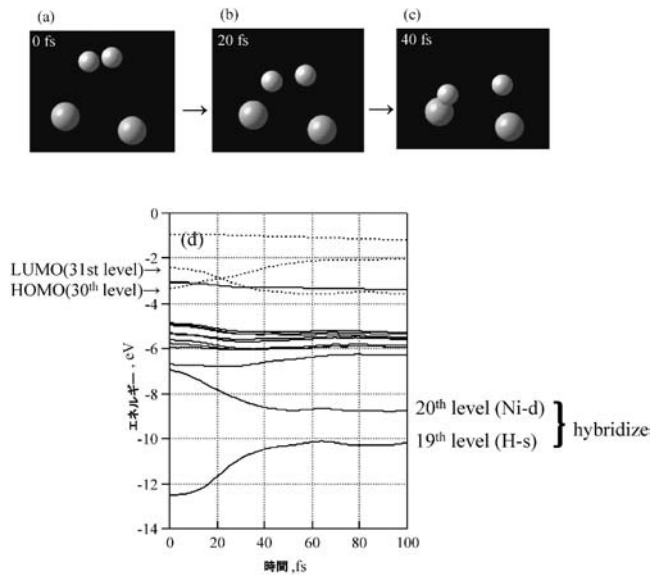 (a)
(b)
(c)
0 fs
20 fs
40 fs
→
→
(d)
0
-2
-4
-6
-8
-10
-12
-14
エネルギー, eV
LUMO(31st level)→
HOMO(30th level)→
20th level (Ni-d)
19th level (H-s)
} hybridize
0
20
40
60
80
100
時間 ,fs